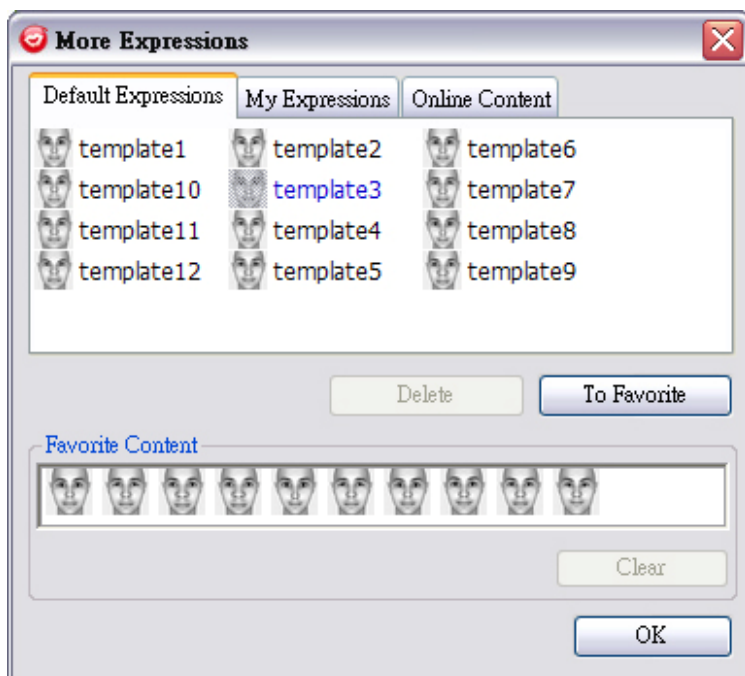 More Expressions
Default Expressions My Expressions Online Content
template1 template2 template6
template10 template3 template7
template11 template4 template8
template12 template5 template9
Delete To Favorite
Favorite Content
Clear
OK